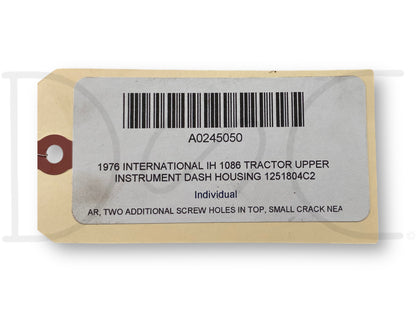 A0245050
1976 INTERNATIONAL IH 1086 TRACTOR UPPER
INSTRUMENT DASH HOUSING 1251804C2
Individual
AR, TWO ADDITIONAL SCREW HOLES IN TOP, SMALL CRACK NEA